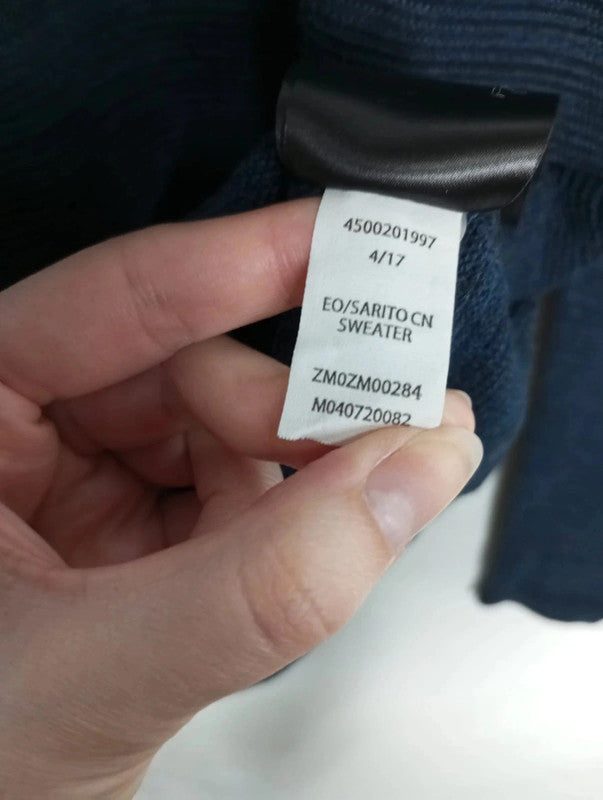 4500201997
4/17
EO/SARITO CN
SWEATER
ZM0ZM00284
M040720082